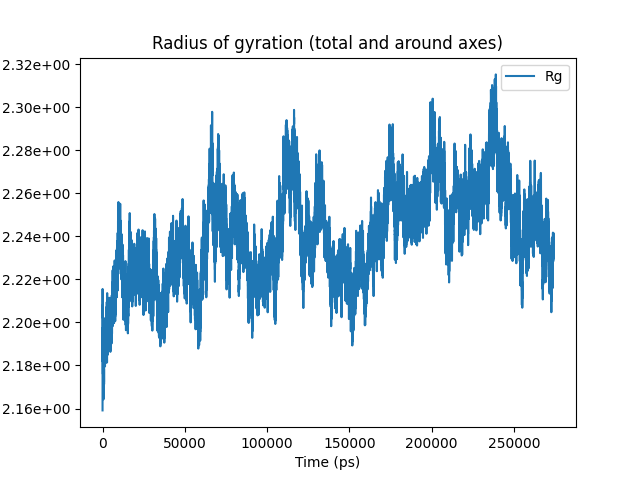 Radius of gyration (total and around axes)
2.32e+00
2.30e+00
2.28e+00
2.26e+00
2.24e+00
2.22e+00
2.20e+00
2.18e+00
2.16e+00
Rg
0 50000 100000 150000 200000 250000
Time (ps)